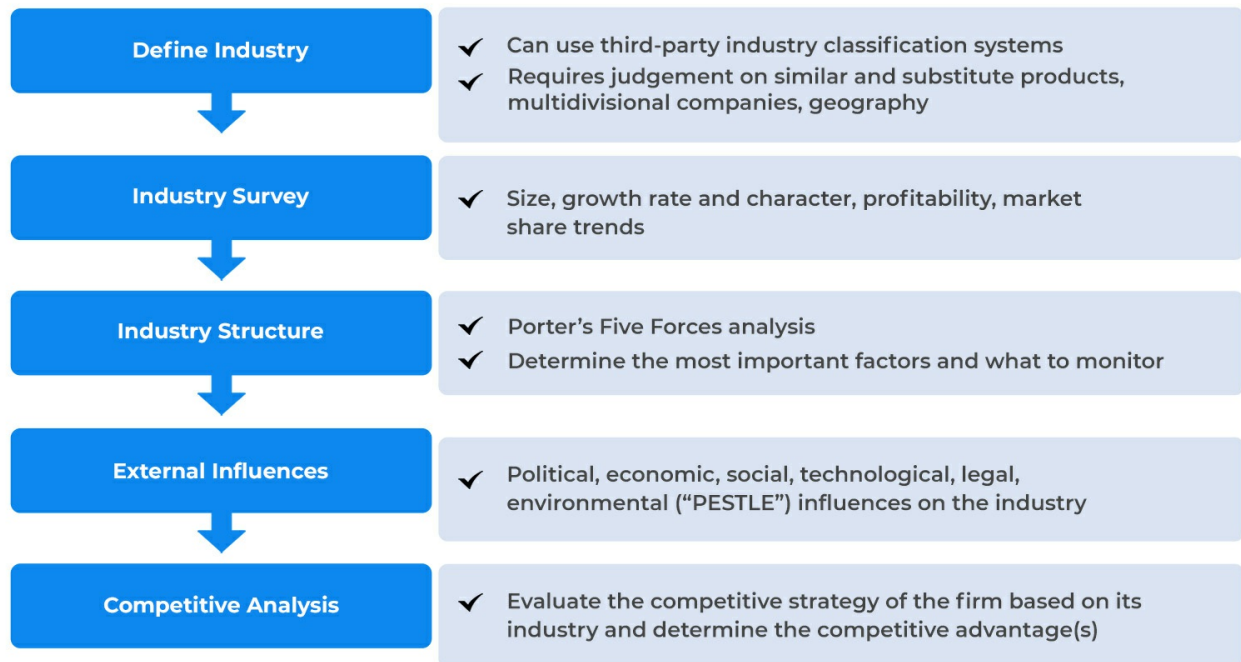 Define Industry
Can use third-party industry classification systems
Requires judgement on similar and substitute products,
multidivisional companies, geography
Industry Survey
Size, growth rate and character, profitability, market
share trends
Industry Structure
Porter’s Five Forces analysis
Determine the most important factors and what to monitor
External Influences
Political, economic, social, technological, legal,
environmental (“PESTLE”) influences on the industry
Competitive Analysis
Evaluate the competitive strategy of the firm based on its
industry and determine the competitive advantage(s)